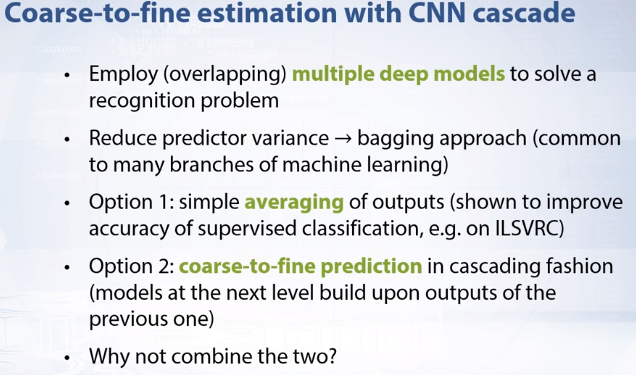 Coarse-to-fine estimation with CNN cascade
• Employ (overlapping) multiple deep models to solve a
recognition problem
• Reduce predictor variance → bagging approach (common
to many branches of machine learning)
• Option 1: simple averaging of outputs (shown to improve
accuracy of supervised classification, e.g. on ILSVRC)
• Option 2: coarse-to-fine prediction in cascading fashion
(models at the next level build upon outputs of the
previous one)
• Why not combine the two?